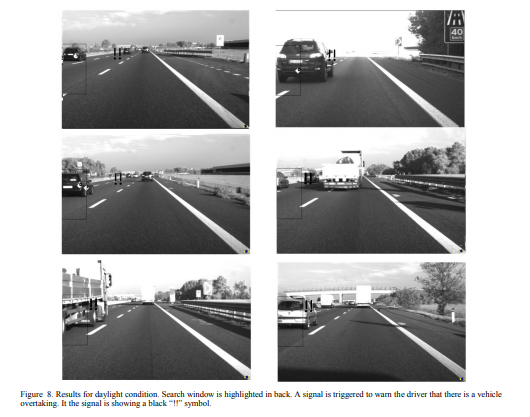 !!
!!
40
km/h
!!
!!
!!
!!
Figure 8. Results for daylight condition. Search window is highlighted in back. A signal is triggered to warn the driver that there is a vehicle
overtaking. It the signal is showing a black “!!” symbol.